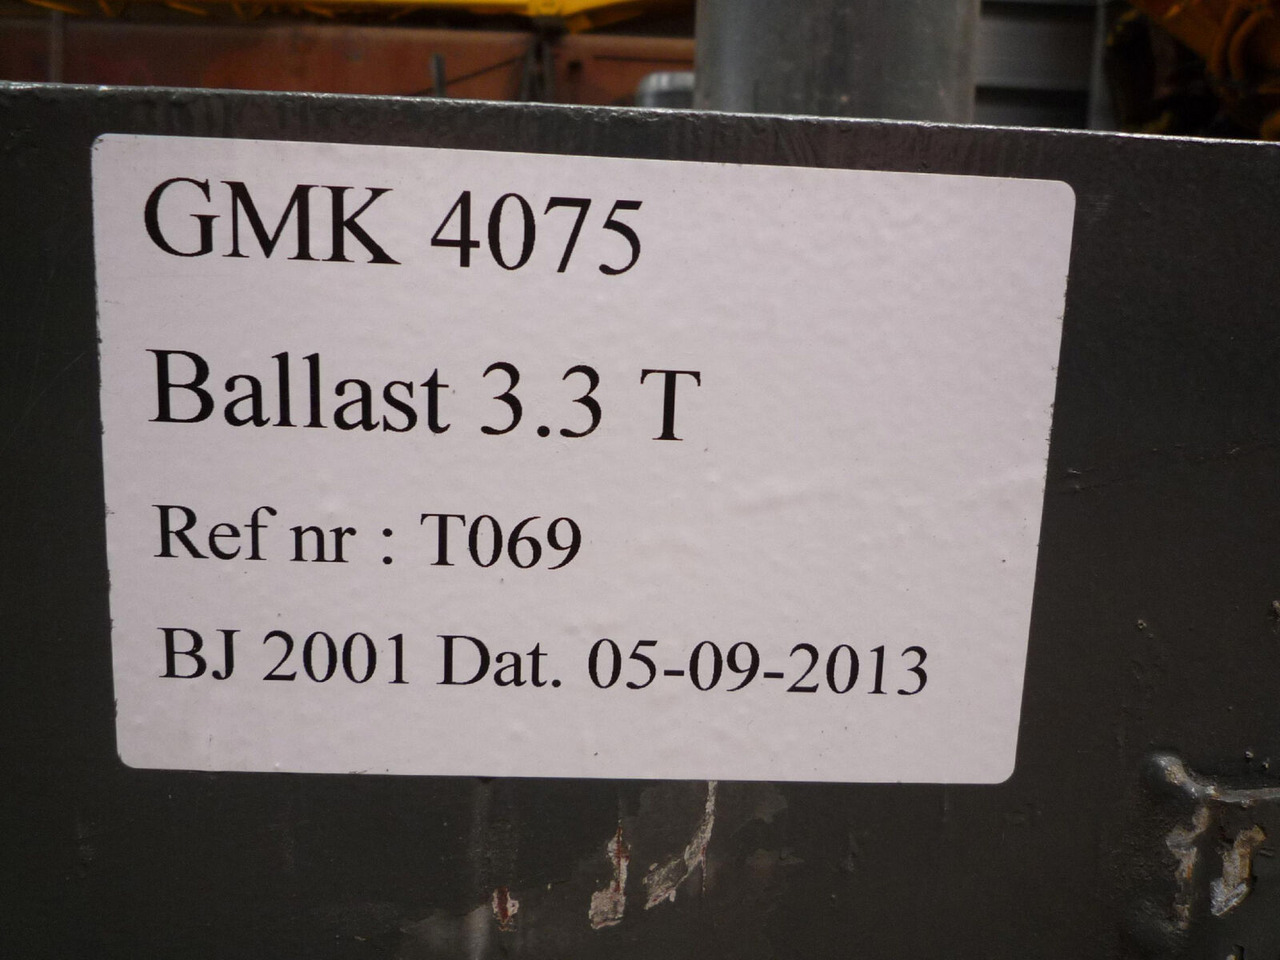 GMK 4075
Ballast 3.3 T
Ref nr : T069
BJ 2001 Dat. 05-09-2013